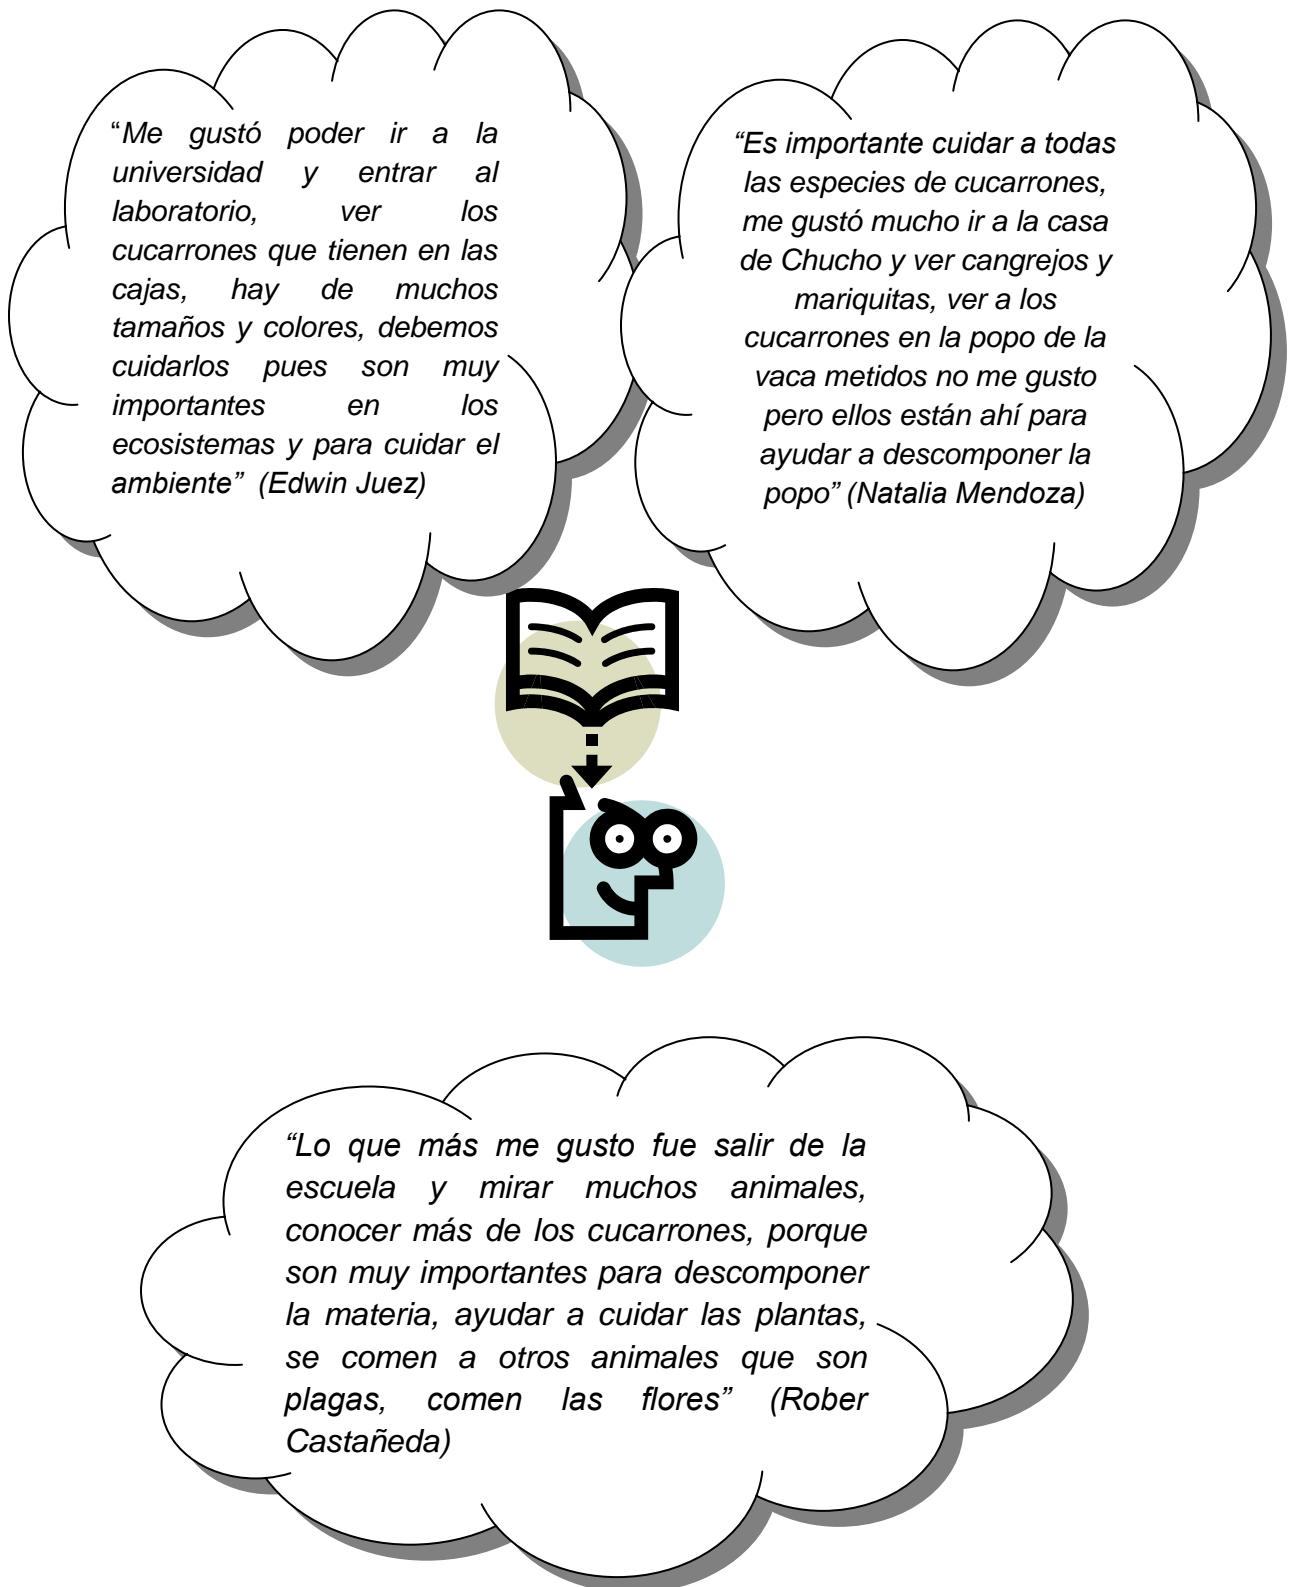 “Me gustó poder ir a la
universidad y entrar al
laboratorio, ver los
cucarrones que tienen en las
cajas, hay de muchos
tamaños y colores, debemos
cuidarlos pues son muy
importantes en los
ecosistemas y para cuidar el
ambiente” (Edwin Juez)
“Es importante cuidar a todas
las especies de cucarrones,
me gustó mucho ir a la casa
de Chucho y ver cangrejos y
mariquitas, ver a los
cucarrones en la popo de la
vaca metidos no me gusto
pero ellos están ahí para
ayudar a descomponer la
popo” (Natalia Mendoza)
“Lo que más me gusto fue salir de la
escuela y mirar muchos animales,
conocer más de los cucarrones, porque
son muy importantes para descomponer
la materia, ayudar a cuidar las plantas,
se comen a otros animales que son
plagas, comen las flores” (Rober
Castañeda)